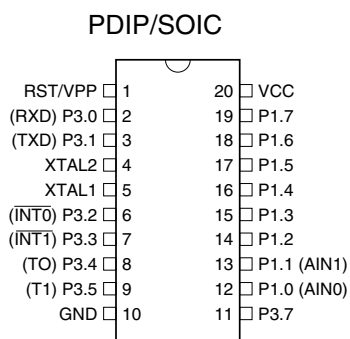 PDIP/SOIC
RST/VPP 1 20 VCC
(RXD) P3.0 2 19 P1.7
(TXD) P3.1 3 18 P1.6
XTAL2 4 17 P1.5
XTAL1 5 16 P1.4
(INT0) P3.2 6 15 P1.3
(INT1) P3.3 7 14 P1.2
(TO) P3.4 8 13 P1.1 (AIN1)
(T1) P3.5 9 12 P1.0 (AIN0)
GND 10 11 P3.7